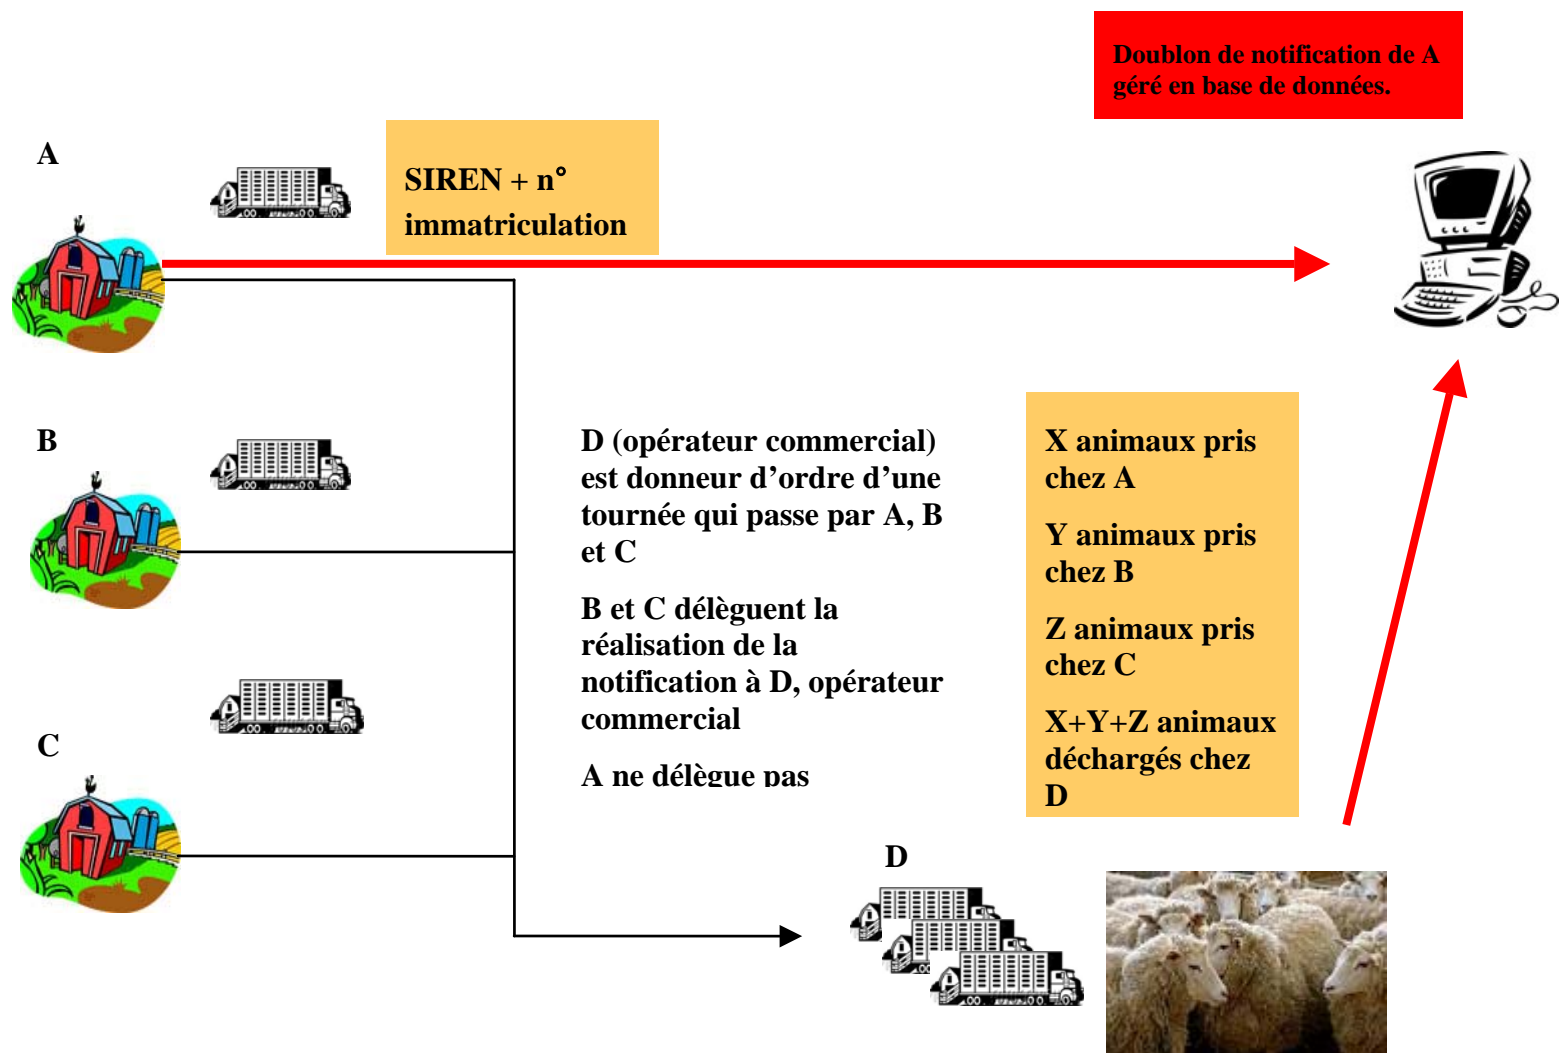 Doublon de notification de A
géré en base de données.
A
SIREN + n°
immatriculation
B
D (opérateur commercial)
est donneur d’ordre d’une
tournée qui passe par A, B
et C
B et C délèguent la
réalisation de la
notification à D, opérateur
commercial
A ne délègue pas
X animaux pris
chez A
Y animaux pris
chez B
Z animaux pris
chez C
X+Y+Z animaux
déchargés chez
D
C
D